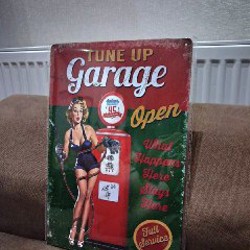 TUNE UP
Garage
Open
What
Happens
Here
Stays
Here
Full
Service